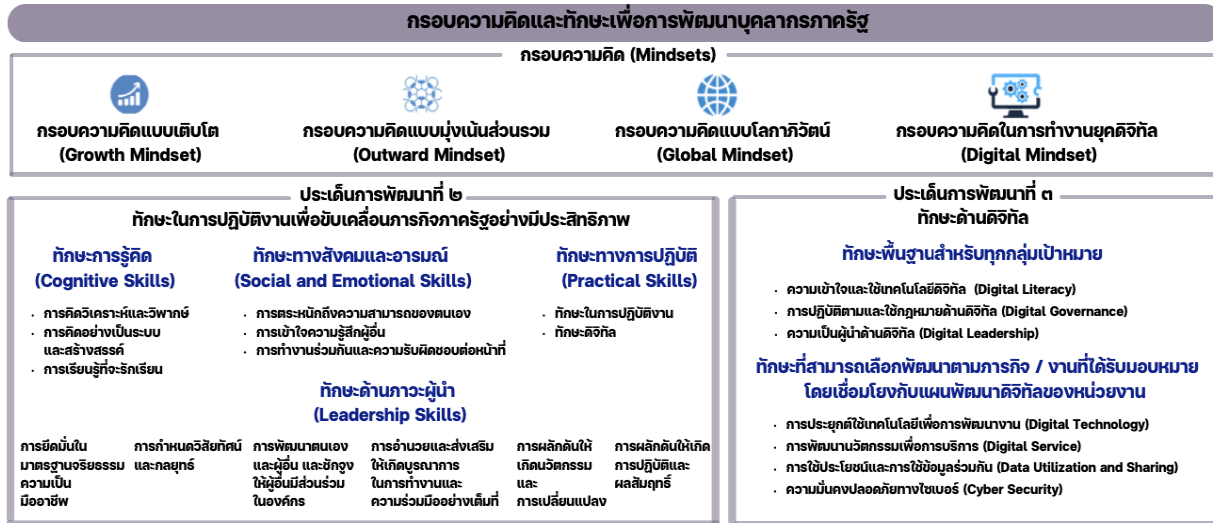 กรอบความคิดและทักษะเพื่อการพัฒนาบุคลากรภาครัฐ
กรอบความคิด (Mindsets)
กรอบความคิดแบบเติบโต
(Growth Mindset)
กรอบความคิดแบบมุ่งเน้นส่วนรวม
(Outward Mindset)
กรอบความคิดแบบโลกาภิวัตน์
(Global Mindset)
กรอบความคิดในการทำงานยุคดิจิทัล
(Digital Mindset)
ประเด็นการพัฒนาที่ ๒
ทักษะในการปฏิบัติงานเพื่อขับเคลื่อนภารกิจภาครัฐอย่างมีประสิทธิภาพ
ทักษะการรู้คิด
(Cognitive Skills)
· การคิดวิเคราะห์และวิพากษ์
· การคิดอย่างเป็นระบบ
และสร้างสรรค์
· การเรียนรู้ที่จะรักเรียน
ทักษะทางสังคมและอารมณ์
(Social and Emotional Skills)
· การตระหนักถึงความสามารถของตนเอง
· การเข้าใจความรู้สึกผู้อื่น
· การทำงานร่วมกันและความรับผิดชอบต่อหน้าที่
ทักษะทางการปฏิบัติ
(Practical Skills)
· ทักษะในการปฏิบัติงาน
· ทักษะดิจิทัล
ทักษะด้านภาวะผู้นำ
(Leadership Skills)
การยึดมั่นใน
มาตรฐานจริยธรรม
ความเป็น
มืออาชีพ
การกำหนดวิสัยทัศน์
และกลยุทธ์
การพัฒนาตนเอง
และผู้อื่น และชักจูง
ให้ผู้อื่นมีส่วนร่วม
ในองค์กร
การอำนวยและส่งเสริม
ให้เกิดบูรณาการ
ในการทำงานและ
ความร่วมมืออย่างเต็มที่
การผลักดันให้
เกิดนวัตกรรม
และ
การเปลี่ยนแปลง
การผลักดันให้เกิด
การปฏิบัติและ
ผลสัมฤทธิ์
ประเด็นการพัฒนาที่ ๓
ทักษะด้านดิจิทัล
ทักษะพื้นฐานสำหรับทุกกลุ่มเป้าหมาย
· ความเข้าใจและใช้เทคโนโลยีดิจิทัล (Digital Literacy)
· การปฏิบัติตามและใช้กฎหมายด้านดิจิทัล (Digital Governance)
· ความเป็นผู้นำด้านดิจิทัล (Digital Leadership)
ทักษะที่สามารถเลือกพัฒนาตามภารกิจ / งานที่ได้รับมอบหมาย
โดยเชื่อมโยงกับแผนพัฒนาดิจิทัลของหน่วยงาน
· การประยุกต์ใช้เทคโนโลยีเพื่อการพัฒนางาน (Digital Technology)
· การพัฒนานวัตกรรมเพื่อการบริการ (Digital Service)
· การใช้ประโยชน์และการใช้ข้อมูลร่วมกัน (Data Utilization and Sharing)
· ความมั่นคงปลอดภัยทางไซเบอร์ (Cyber Security)